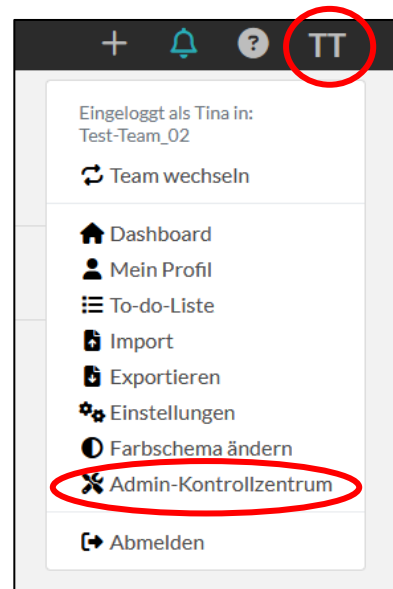 TT
Eingeloggt als Tina in:
Test-Team_02
Team wechseln
Dashboard
Mein Profil
To-do-Liste
Import
Exportieren
Einstellungen
Farbschema ändern
Admin-Kontrollzentrum
Abmelden